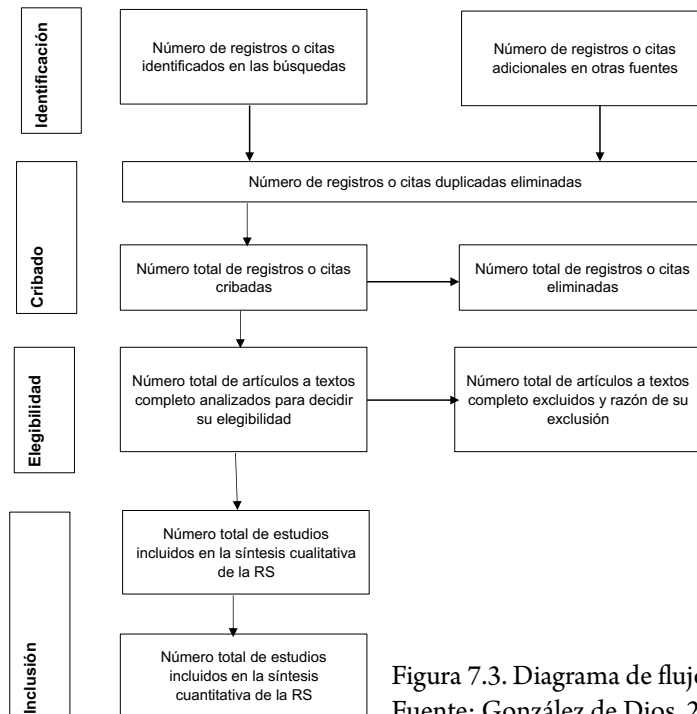 Identificación
Número de registros o citas
identificados en las búsquedas
Número de registros o citas
adicionales en otras fuentes
Número de registros o citas duplicadas eliminadas
Cribado
Número total de registros o citas
cribadas
Número total de registros o citas
eliminadas
Elegibilidad
Número total de artículos a textos
completo analizados para decidir
su elegibilidad
Número total de artículos a textos
completo excluidos y razón de su
exclusión
Inclusión
Número total de estudios
incluidos en la síntesis cualitativa
de la RS
Número total de estudios
incluidos en la síntesis
cuantitativa de la RS
Figura 7.3. Diagrama de flujo
Fuente: González de Dios, 2